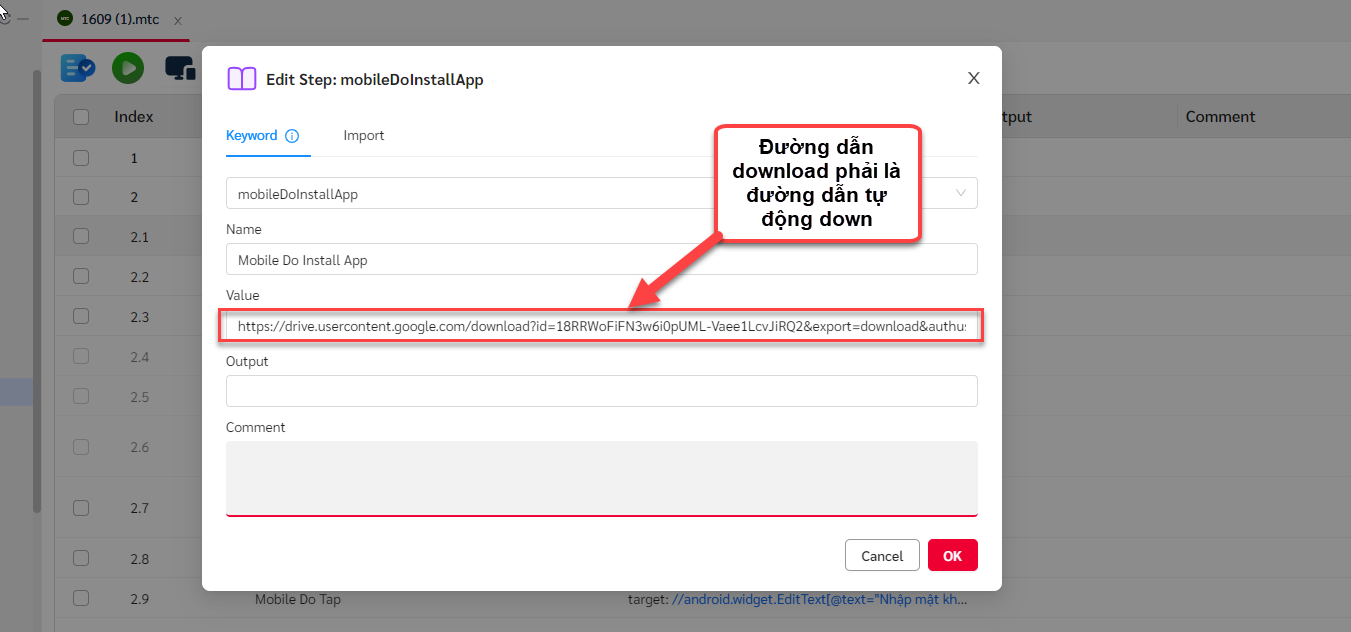 1609 (1).mtc
Edit Step: mobileDoInstallApp
Keyword
Import
Đường dẫn
download phải là
đường dẫn tự
động down
mobileDoInstallApp
Name
Mobile Do Install App
Value
https://drive.usercontent.google.com/download?id=18RRWoFiFN3w6i0pUML-Vaee1LcvJiRQ2&export=download&authu
Output
Comment
Cancel
OK
Index
tput
Comment
1
2
2.1
2.2
2.3
2.4
2.5
2.6
2.7
2.8
2.9 Mobile Do Tap target: //android.widget.EditText[@text="Nhập mật kh...